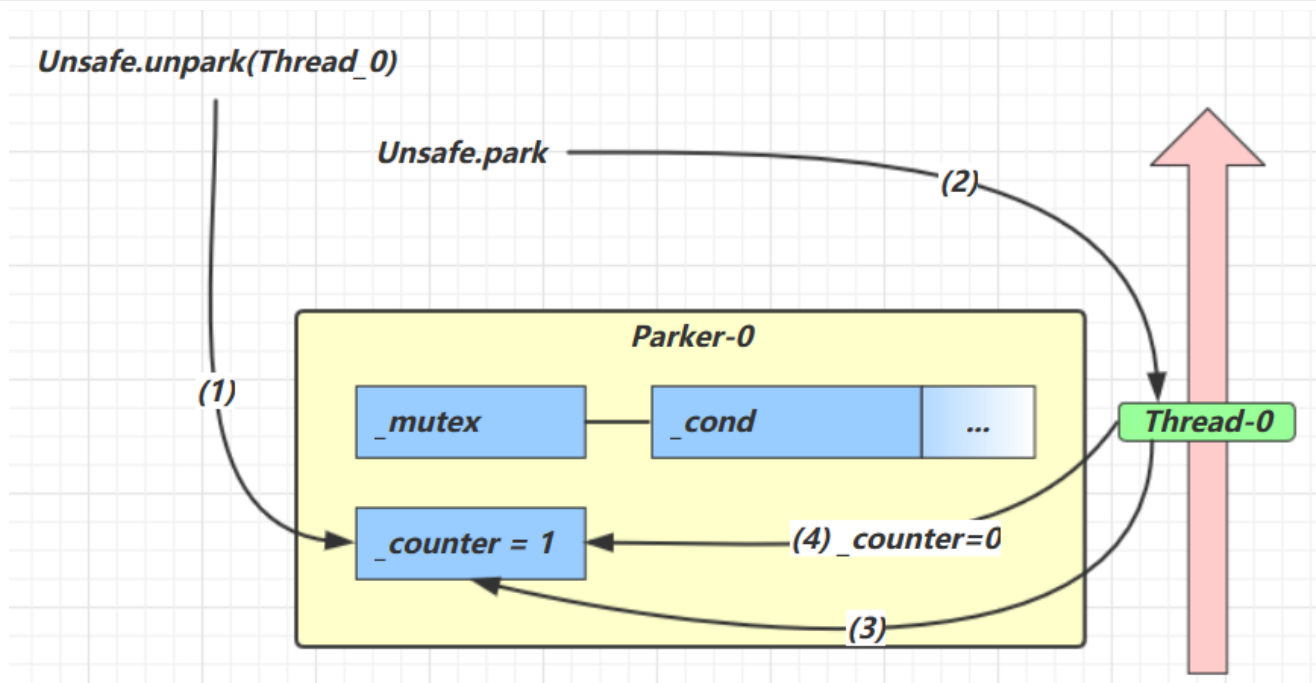 Unsafe.unpark(Thread_0)
Unsafe.park
(2)
Parker-0
(1)
_mutex
_cond
...
Thread-0
_counter = 1
(4) _counter=0
(3)